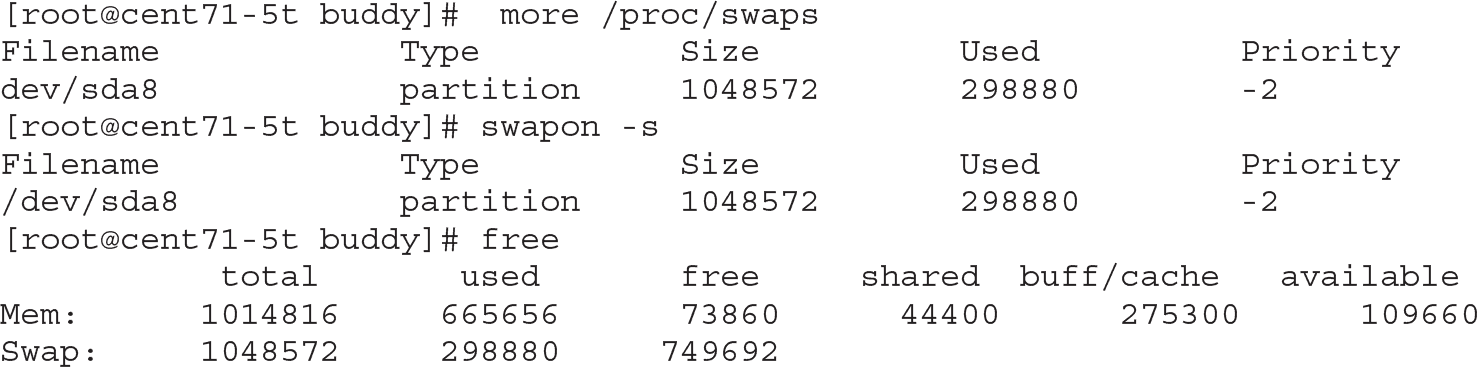 [root@cent71-5t buddy]#  more /proc/swaps
Filename Type Size Used Priority
dev/sda8 partition 1048572 298880 -2
[root@cent71-5t buddy]# swapon -s
Filename Type Size Used Priority
/dev/sda8 partition 1048572 298880 -2
[root@cent71-5t buddy]# free
total used free shared buff/cache available
Mem: 1014816 665656 73860 44400 275300 109660
Swap: 1048572 298880 749692